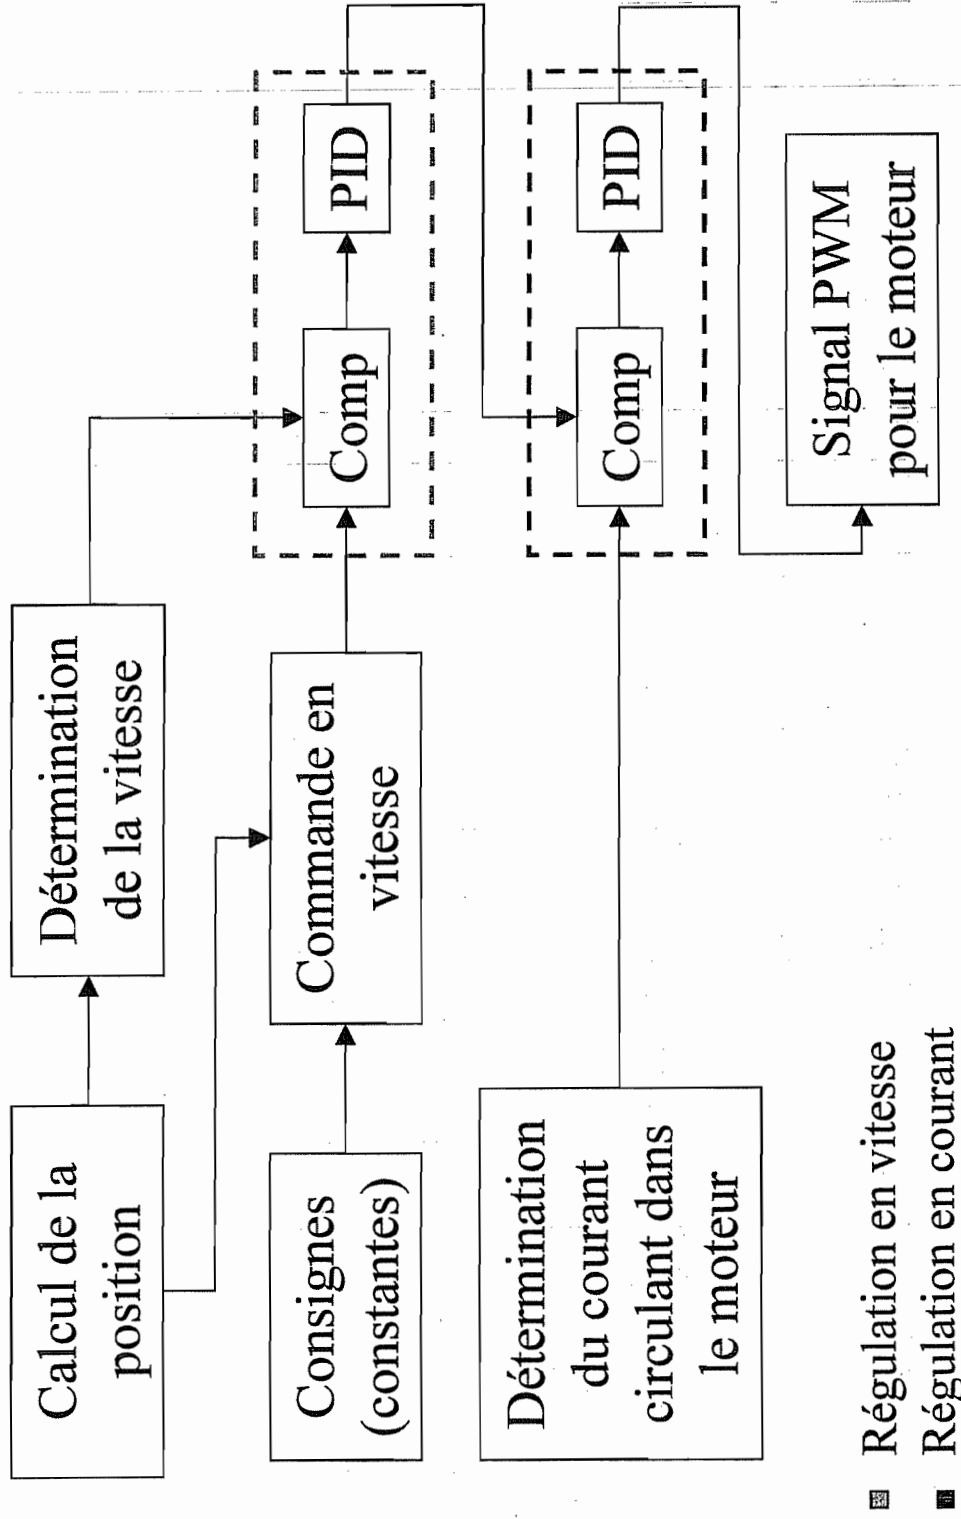 Calcul de la
position
Détermination
de la vitesse
Consignes
(constantes)
Commande en
vitesse
Comp
PID
Détermination
du courant
circulant dans
le moteur
Comp
PID
Signal PWM
pour le moteur
Régulation en vitesse
Régulation en courant